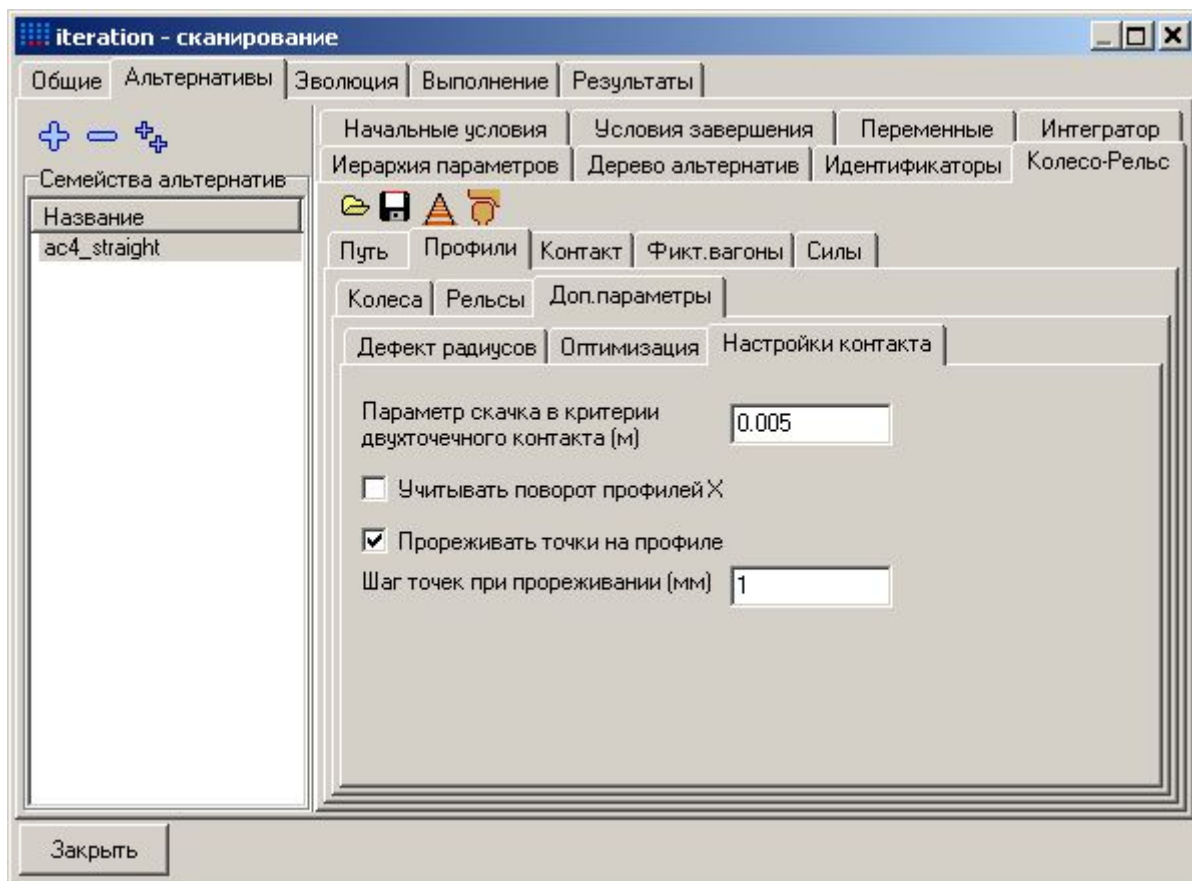 iteration - сканирование
Общие Альтернативы Эволюция Выполнение Результаты
Семейства альтернатив
Название
ac4_straight
Начальные условия Условия завершения Переменные Интегратор
Иерархия параметров Дерево альтернатив Идентификаторы Колесо-Рельс
Путь Профили Контакт Фикт.вагоны Силы
Колеса Рельсы Доп.параметры
Дефект радиусов Оптимизация Настройки контакта
Параметр скачка в критерии
двухточечного контакта (м)
0.005
Учитывать поворот профилей X
Прореживать точки на профиле
Шаг точек при прореживании (мм) 1
Закрыть